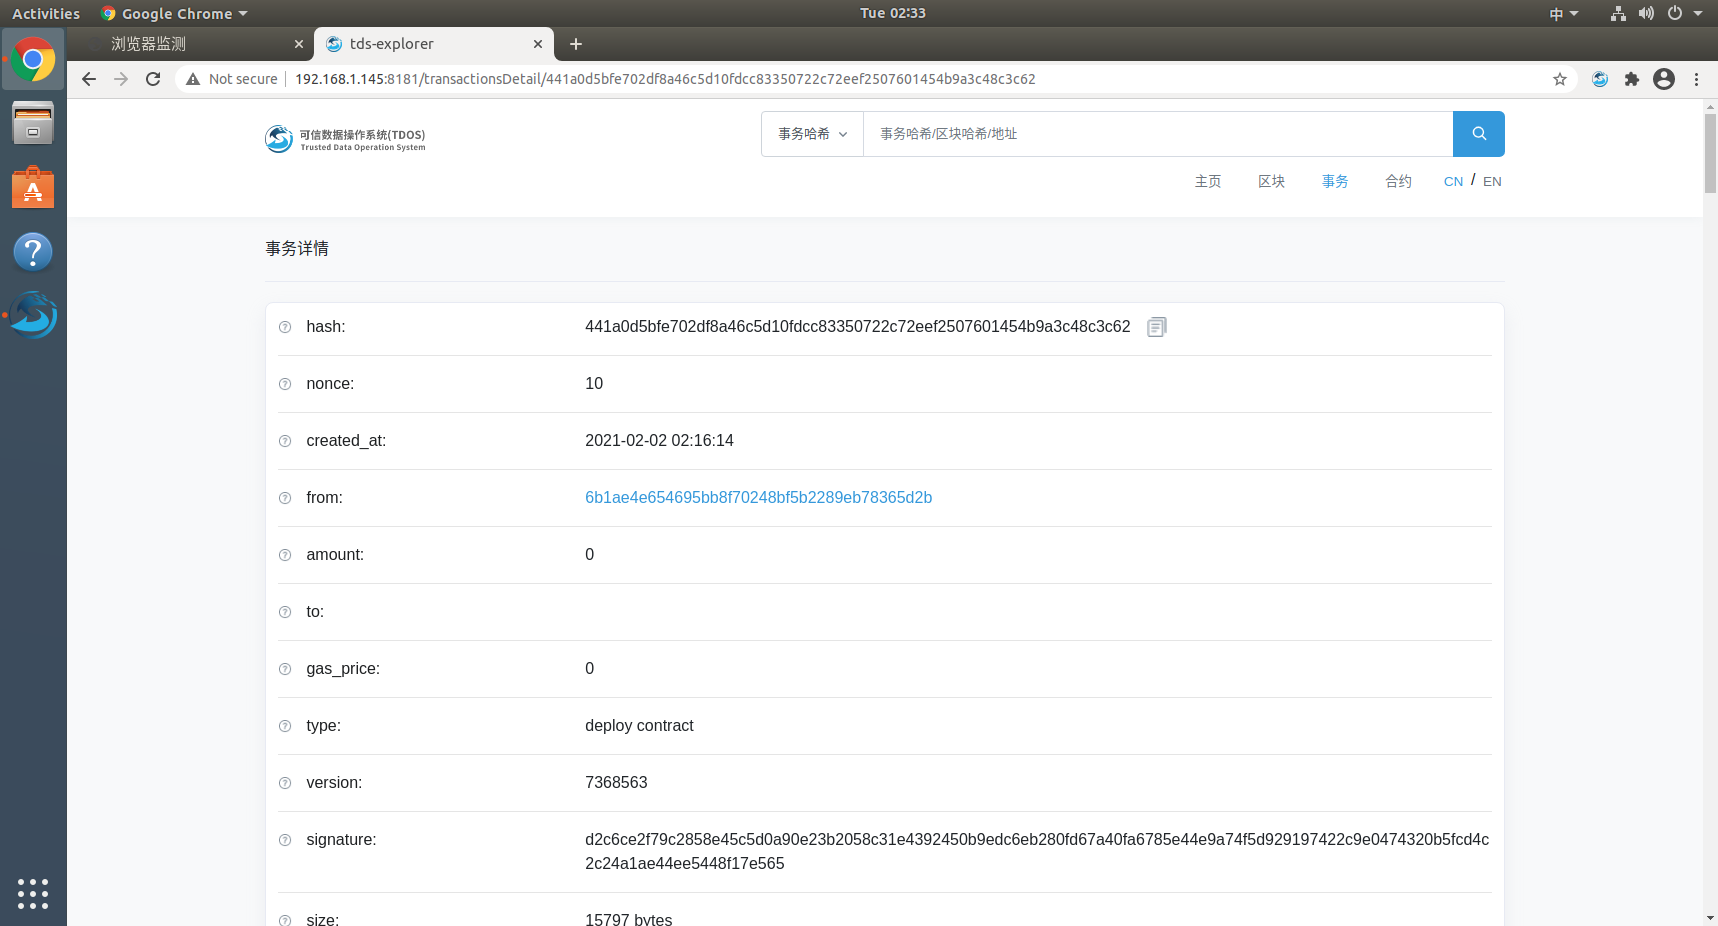 Activities
Google Chrome
Tue 02:33
中
浏览器监测
tds-explorer
Not secure
192.168.1.145:8181/transactionsDetail/441a0d5bfe702df8a46c5d10fdcc83350722c72eef2507601454b9a3c48c3c62
可信数据操作系统(TDOS)
Trusted Data Operation System
事务哈希
事务哈希/区块哈希/地址
主页
区块
事务
合约
CN / EN
事务详情
hash:
441a0d5bfe702df8a46c5d10fdcc83350722c72eef2507601454b9a3c48c3c62
nonce:
10
created_at:
2021-02-02 02:16:14
from:
6b1ae4e654695bb8f70248bf5b2289eb78365d2b
amount:
0
to:
gas_price:
0
type:
deploy contract
version:
7368563
signature:
d2c6ce2f79c2858e45c5d0a90e23b2058c31e4392450b9edc6eb280fd67a40fa6785e44e9a74f5d929197422c9e0474320b5fcd4c
2c24a1ae44ee5448f17e565
size:
15797 bytes